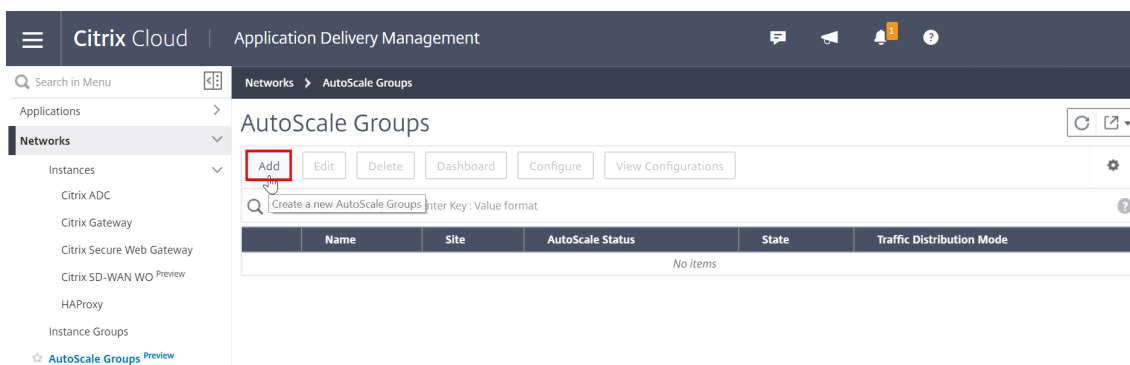 Citrix Cloud
Application Delivery Management
1
?
Search in Menu
Networks > AutoScale Groups
Applications
AutoScale Groups
Networks
Add
Edit
Delete
Dashboard
Configure
View Configurations
Instances
Citrix ADC
Create a new AutoScale Groups
nter Key : Value format
?
Citrix Gateway
Name
Site
AutoScale Status
State
Traffic Distribution Mode
Citrix Secure Web Gateway
No items
Citrix SD-WAN WO Preview
HAProxy
Instance Groups
AutoScale Groups Preview